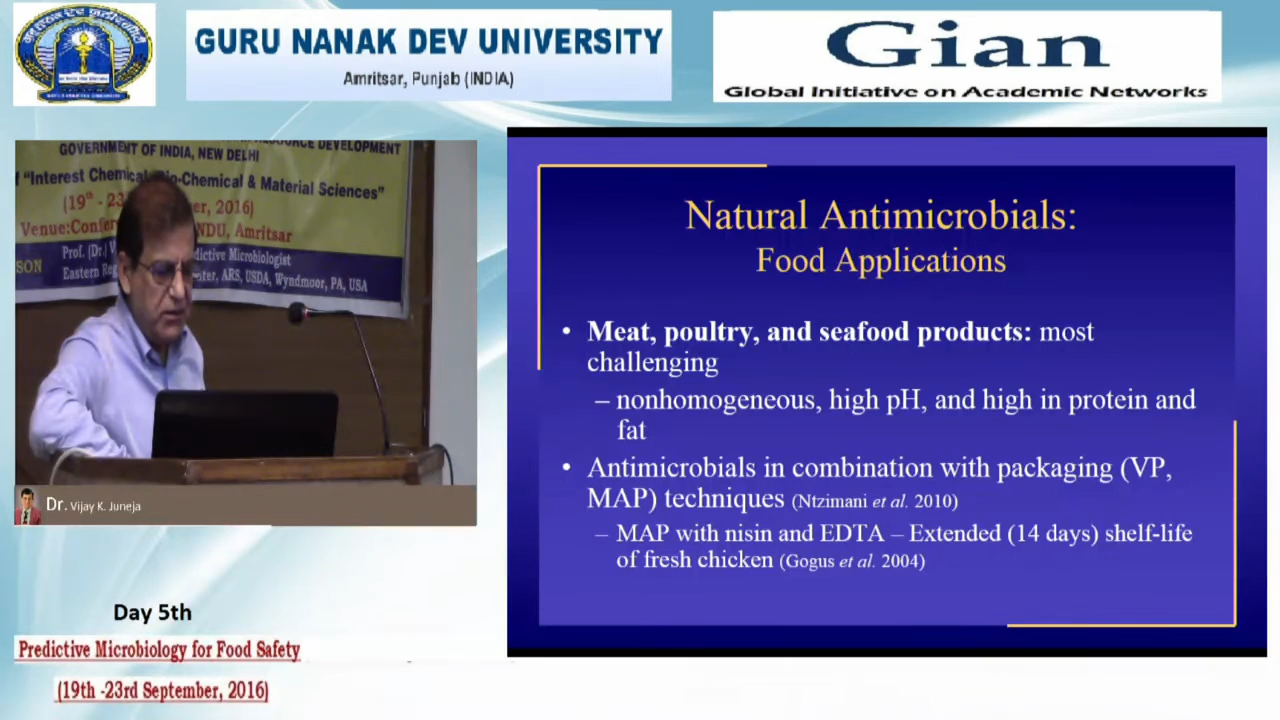 GURU NANAK DEV UNIVERSITY
Amritsar, Punjab (INDIA)
Gian
Global Initiative on Academic Networks
DEVELOPMENT
GOVERNMENT OF INDIA, NEW DELHI
"Interest Chemical & Material Sciences"
(19th - 23 2016)
Venue: NDU, Amritsar
Prof. (Dr.) Microbiologist
SON
Eastern ARS, USDA, Wyndmoor, PA, USA
Dr. Vijay K. Juneja
Day 5th
Predictive Microbiology for Food Safety
(19th -23rd September, 2016)
Natural Antimicrobials:
Food Applications
• Meat, poultry, and seafood products: most
challenging
– nonhomogeneous, high pH, and high in protein and
fat
• Antimicrobials in combination with packaging (VP,
MAP) techniques (Ntzimani et al. 2010)
– MAP with nisin and EDTA – Extended (14 days) shelf-life
of fresh chicken (Gogus et al. 2004)